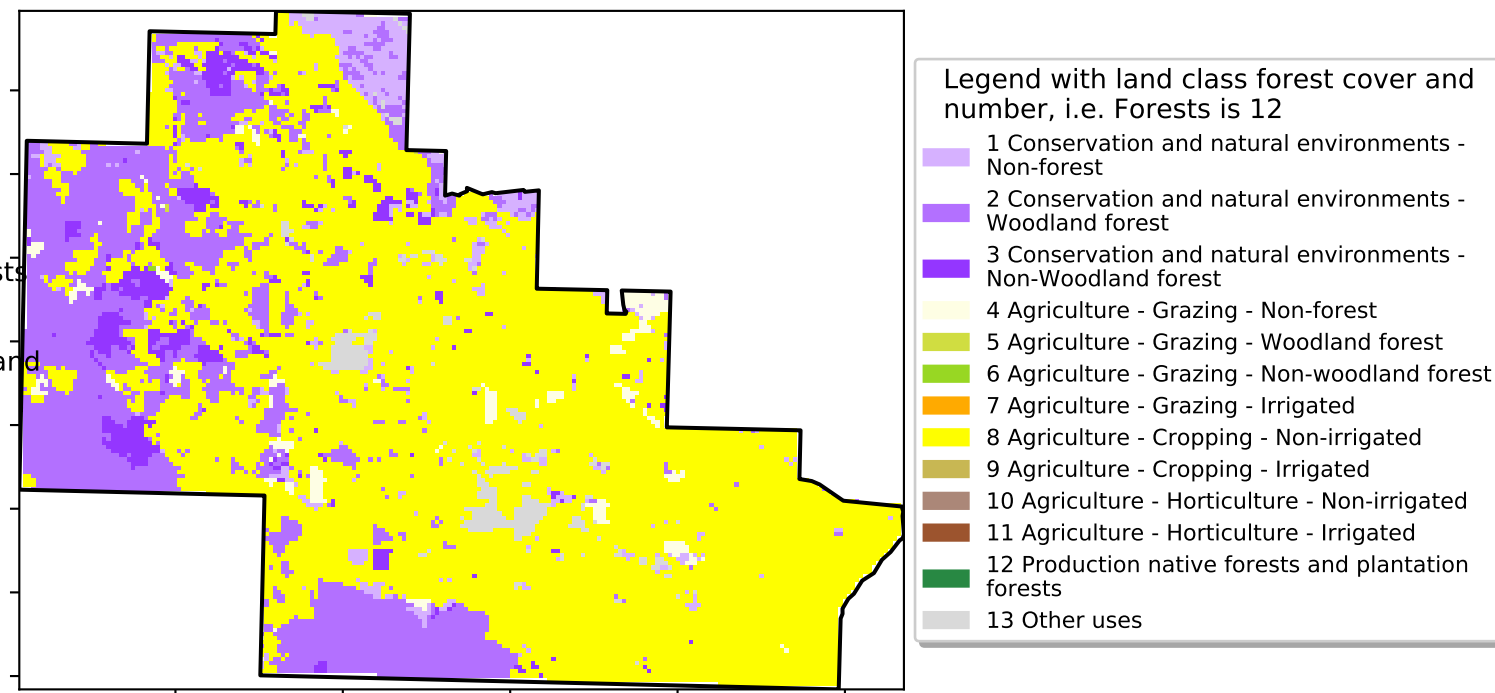 sts
and
Legend with land class forest cover and
number, i.e. Forests is 12
1 Conservation and natural environments -
Non-forest
2 Conservation and natural environments -
Woodland forest
3 Conservation and natural environments -
Non-Woodland forest
4 Agriculture - Grazing - Non-forest
5 Agriculture - Grazing - Woodland forest
6 Agriculture - Grazing - Non-woodland forest
7 Agriculture - Grazing - Irrigated
8 Agriculture - Cropping - Non-irrigated
9 Agriculture - Cropping - Irrigated
10 Agriculture - Horticulture - Non-irrigated
11 Agriculture - Horticulture - Irrigated
12 Production native forests and plantation
forests
13 Other uses